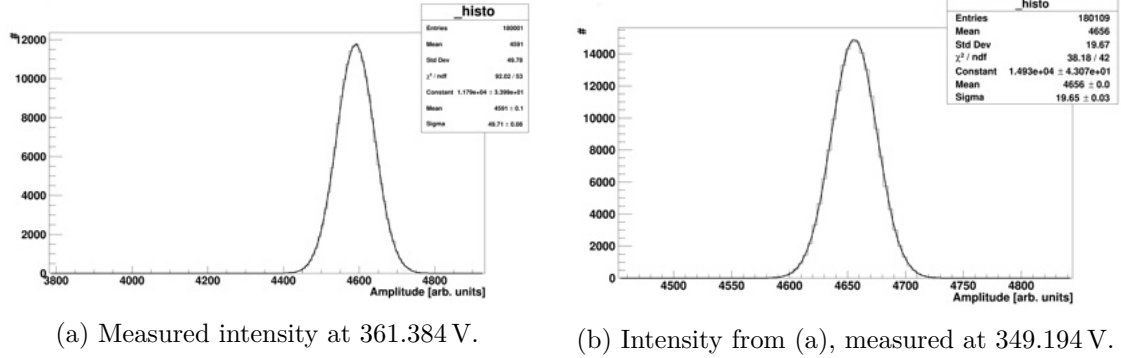 _histo
Entries 180001
Mean 4591
Std Dev 49.78
χ² / ndf 92.02 / 53
Constant 1.179e+04 ± 3.399e+01
Mean 4591 ± 0.1
Sigma 49.71 ± 0.08
#
12000
10000
8000
6000
4000
2000
0
3800 4000 4200 4400 4600 4800
Amplitude [arb. units]
(a) Measured intensity at 361.384 V.
_histo
Entries 180109
Mean 4656
Std Dev 19.67
χ² / ndf 38.18 / 42
Constant 1.493e+04 ± 4.307e+01
Mean 4656 ± 0.0
Sigma 19.65 ± 0.03
#
14000
12000
10000
8000
6000
4000
2000
0
4500 4550 4600 4650 4700 4750 4800
Amplitude [arb. units]
(b) Intensity from (a), measured at 349.194 V.